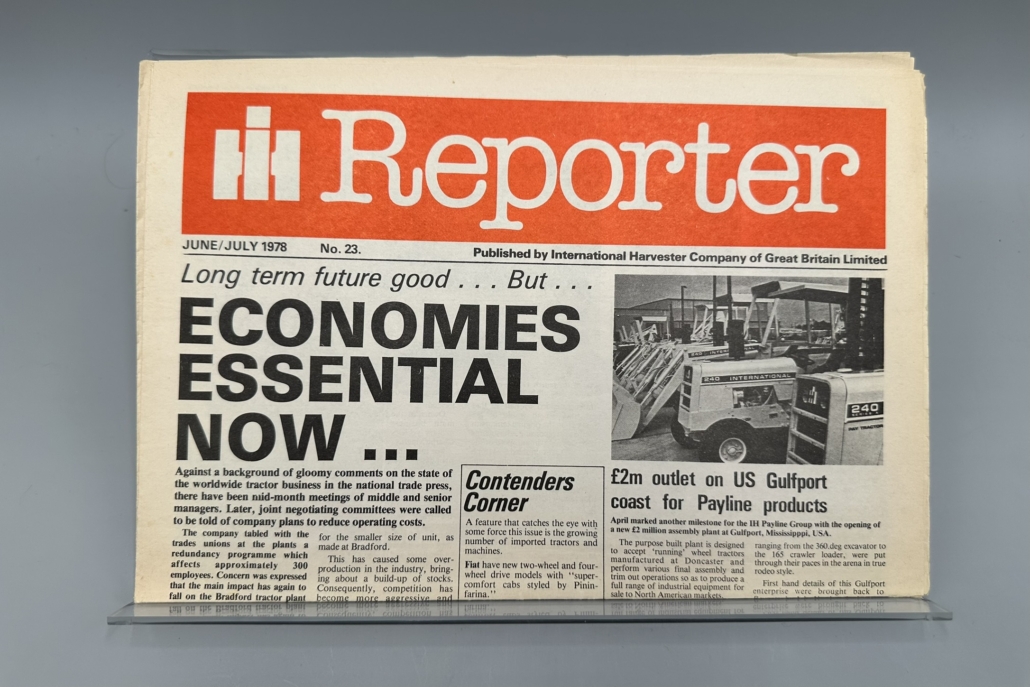 IH Reporter
JUNE/JULY 1978 No. 23. Published by International Harvester Company of Great Britain Limited
Long term future good . . . But . . .
ECONOMIES
ESSENTIAL
NOW ...
Against a background of gloomy comments on the state of
the worldwide tractor business in the national trade press,
there have been mid-month meetings of middle and senior
managers. Later, joint negotiating committees were called
to be told of company plans to reduce operating costs.
The company tabled with the
trades unions at the plants a
redundancy programme which
affects approximately 300
employees. Concern was expressed
that the main impact has again to
fall on the Bradford tractor plant
for the smaller size of unit, as
made at Bradford.
This has caused some over-
production in the industry, bring-
ing about a build-up of stocks.
Consequently, competition has
become more aggressive and
Contenders
Corner
A feature that catches the eye with
some force this issue is the growing
number of imported tractors and
machines.
Fiat have new two-wheel and four-
wheel drive models with "super-
comfort cabs styled by Pinin-
farina."
240 INTERNATIONAL
240
£2m outlet on US Gulfport
coast for Payline products
April marked another milestone for the IH Payline Group with the opening of
a new £2 million assembly plant at Gulfport, Mississipppi, USA.
The purpose built plant is designed
to accept 'running' wheel tractors
manufactured at Doncaster and
perform various final assembly and
trim out operations so as to produce a
full range of industrial equipment for
sale to North American markets.
ranging from the 360.deg excavator to
the 165 crawler loader, were put
through their paces in the arena in true
rodeo style.
First hand details of this Gulfport
enterprise were brought back to